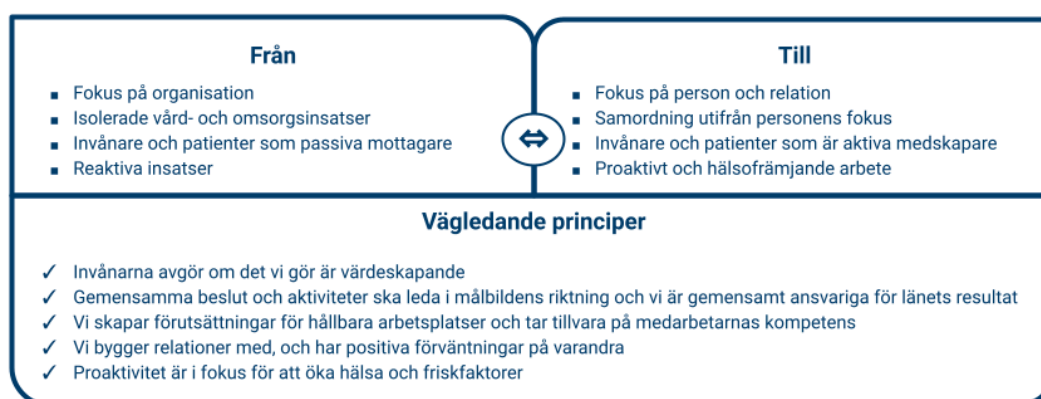 Från
Fokus på organisation
Isolerade vård- och omsorgsinsatser
Invånare och patienter som passiva mottagare
Reaktiva insatser
Till
Fokus på person och relation
Samordning utifrån personens fokus
Invånare och patienter som är aktiva medskapare
Proaktivt och hälsofrämjande arbete
Vägledande principer
Invånarna avgör om det vi gör är värdeskapande
Gemensamma beslut och aktiviteter ska leda i målbildens riktning och vi är gemensamt ansvariga för länets resultat
Vi skapar förutsättningar för hållbara arbetsplatser och tar tillvara på medarbetarnas kompetens
Vi bygger relationer med, och har positiva förväntningar på varandra
Proaktivitet är i fokus för att öka hälsa och friskfaktorer